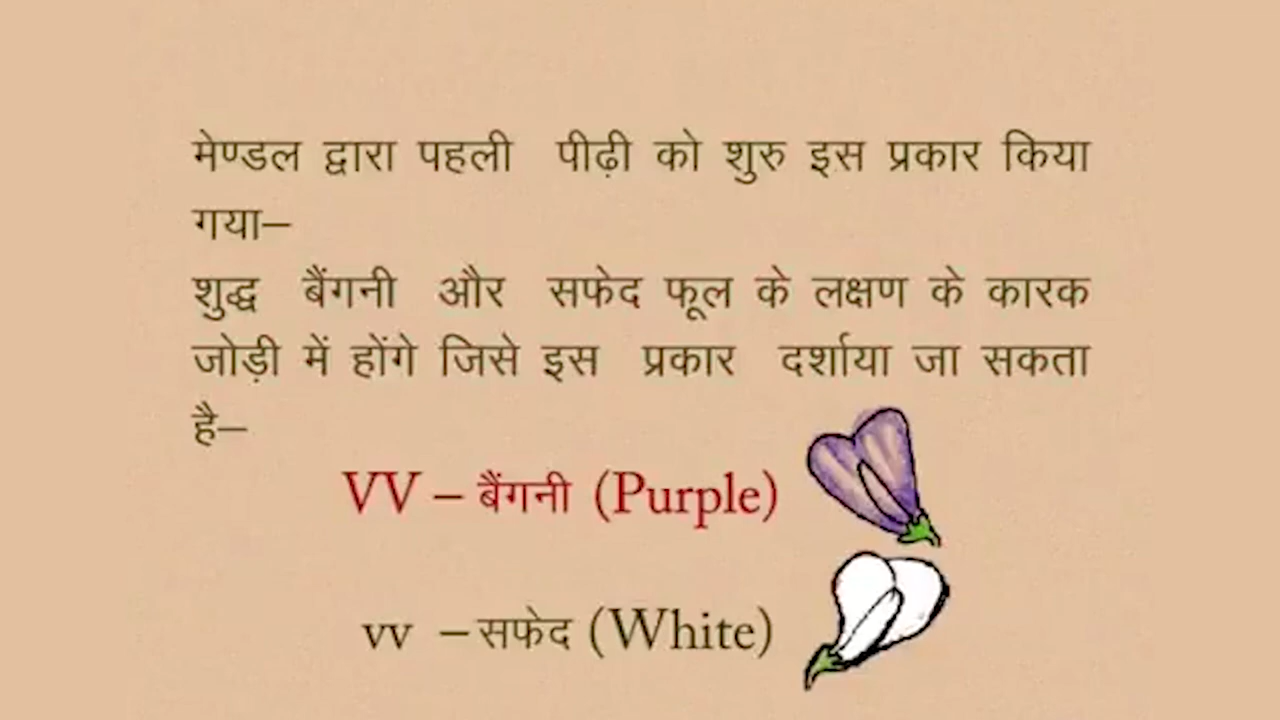 मेण्डल द्वारा पहली पीढ़ी को शुरु इस प्रकार किया
गया–
शुद्ध बैंगनी और सफेद फूल के लक्षण के कारक
जोड़ी में होंगे जिसे इस प्रकार दर्शाया जा सकता
है–
VV – बैंगनी (Purple)
vv – सफेद (White)